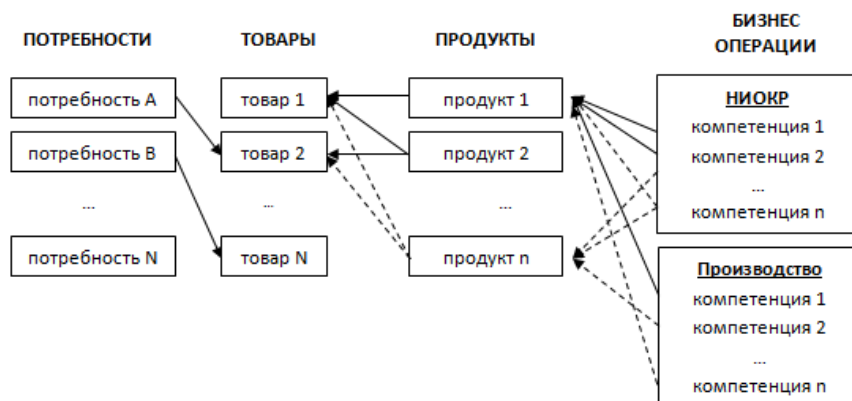 ПОТРЕБНОСТИ
ТОВАРЫ
ПРОДУКТЫ
БИЗНЕС
ОПЕРАЦИИ
потребность А
товар 1
продукт 1
НИОКР
компетенция 1
потребность В
товар 2
продукт 2
компетенция 2
...
...
...
...
компетенция n
потребность N
товар N
продукт n
Производство
компетенция 1
компетенция 2
...
компетенция n